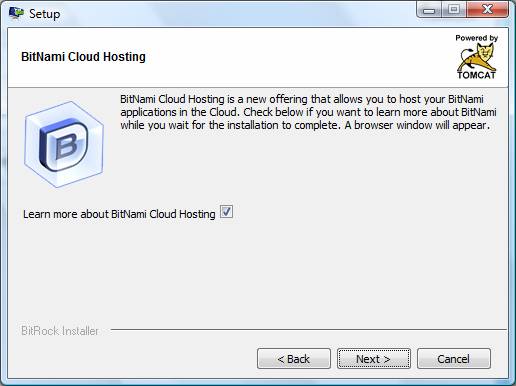 Setup
BitNami Cloud Hosting
Powered by
TOMCAT
BitNami Cloud Hosting is a new offering that allows you to host your BitNami
applications in the Cloud. Check below if you want to learn more about BitNami
while you wait for the installation to complete. A browser window will appear.
B
Learn more about BitNami Cloud Hosting
BitRock Installer
< Back
Next >
Cancel